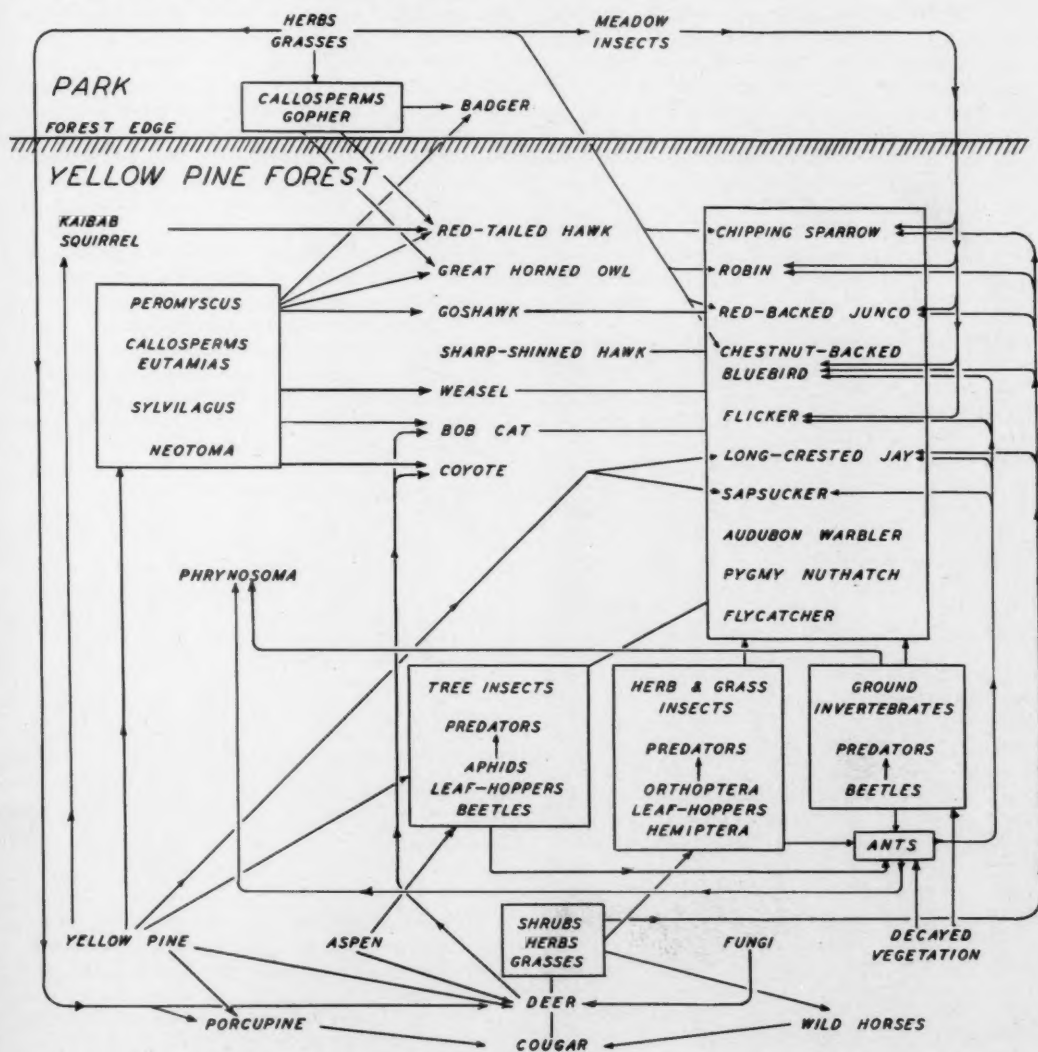 HERBS
GRASSES
MEADOW
INSECTS
PARK
CALLOSPERMS
GOPHER
BADGER
FOREST EDGE
YELLOW PINE FOREST
KAIBAB
SQUIRREL
RED-TAILED HAWK
CHIPPING SPARROW
GREAT HORNED OWL
ROBIN
PEROMYSCUS
GOSHAWK
RED-BACKED JUNCO
CALLOSPERMS
EUTAMIAS
SHARP-SHINNED HAWK
CHESTNUT-BACKED
BLUEBIRD
SYLVILAGUS
WEASEL
FLICKER
NEOTOMA
BOB CAT
LONG-CRESTED JAY
COYOTE
SAPSUCKER
AUDUBON WARBLER
PHRYNOSOMA
PYGMY NUTHATCH
FLYCATCHER
TREE INSECTS
PREDATORS
APHIDS
LEAF-HOPPERS
BEETLES
HERB & GRASS
INSECTS
PREDATORS
ORTHOPTERA
LEAF-HOPPERS
HEMIPTERA
GROUND
INVERTEBRATES
PREDATORS
BEETLES
ANTS
YELLOW PINE
ASPEN
SHRUBS
HERBS
GRASSES
FUNGI
DECAYED
VEGETATION
DEER
PORCUPINE
WILD HORSES
COUGAR